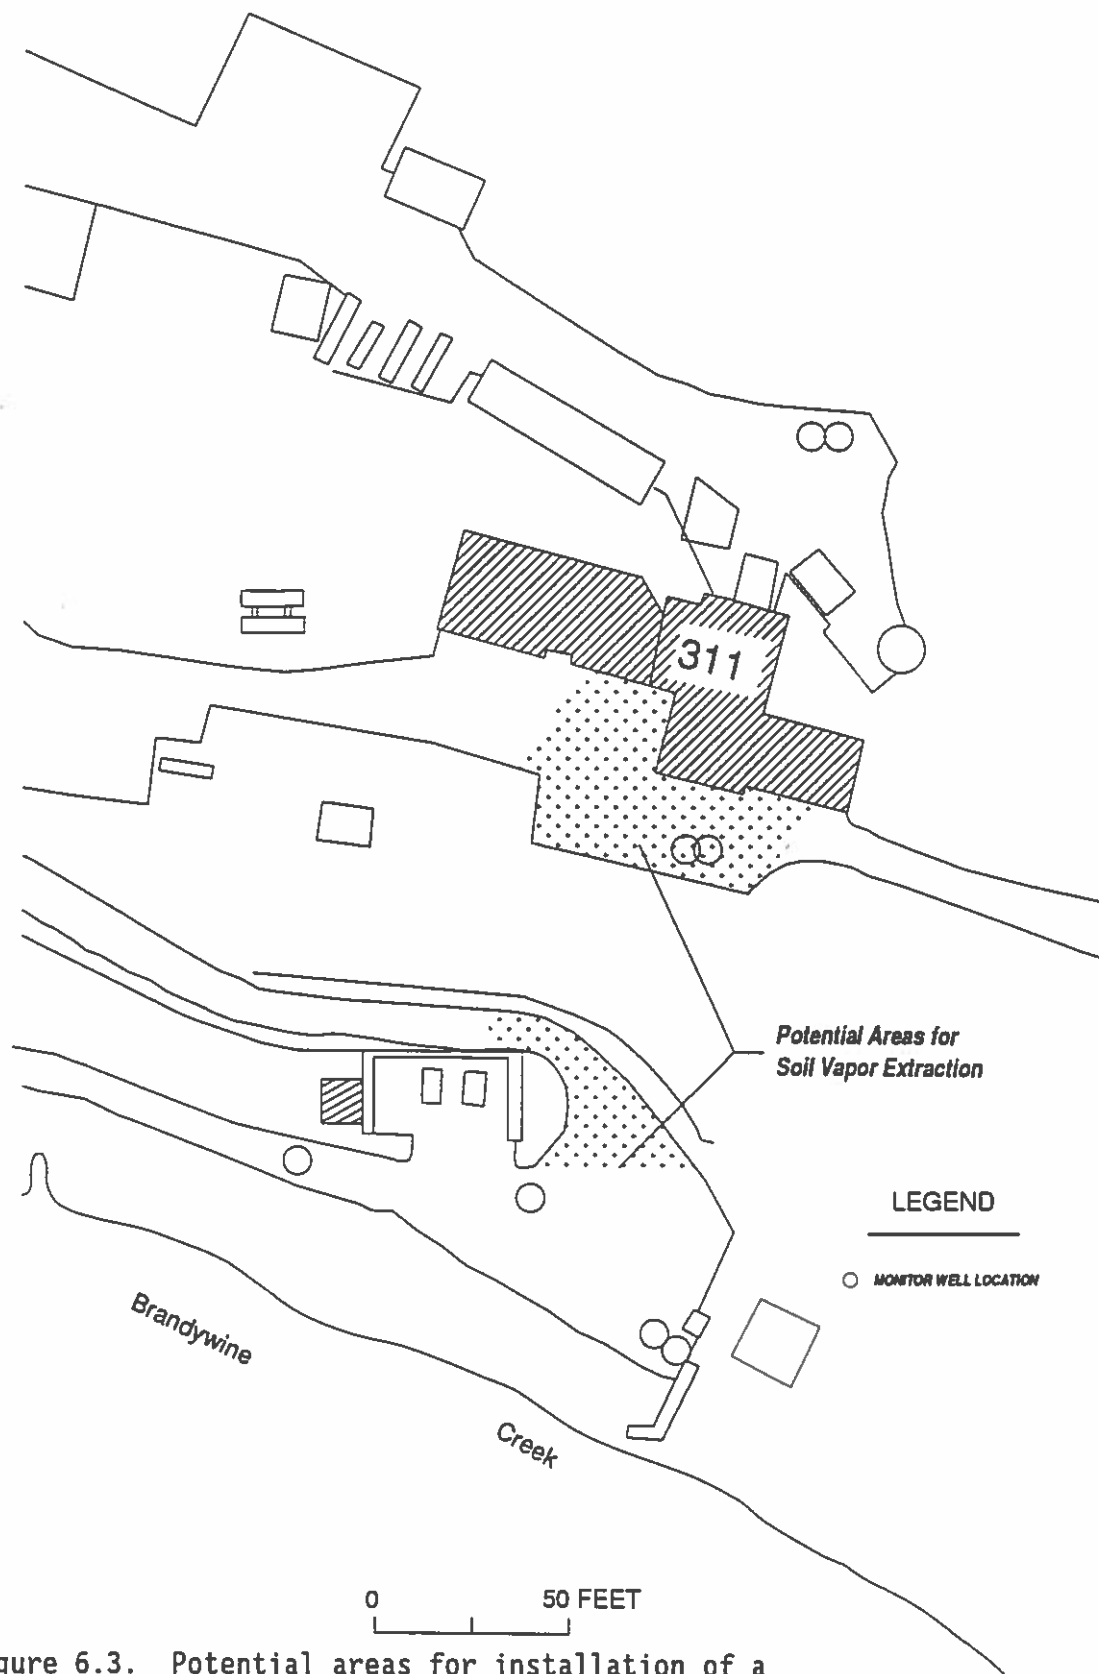 311
Potential Areas for
Soil Vapor Extraction
LEGEND
MONITOR WELL LOCATION
Brandywine
Creek
0 50 FEET
gure 6.3. Potential areas for installation of a